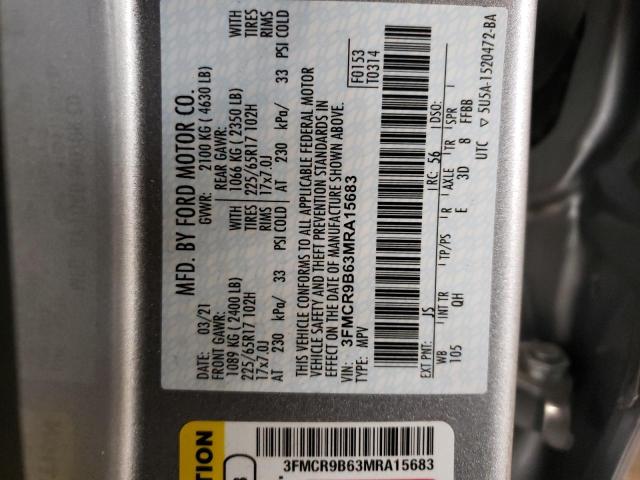 MFD. BY FORD MOTOR CO.
03/21
GVWR: 2100 KG ( 4630 LB)
FRONT GAWR:
1089 KG ( 2400 LB)
225/65R17 102H
17x7.0J
AT 230 kPa/ 33 PSI COLD
REAR GAWR:
1066 KG ( 2350 LB)
225/65R17 102H
17x7.0J
AT 230 kPa/ 33
WITH
TIRES
RIMS
PSI COLD
WITH
TIRES
RIMS
PSI COLD
THIS VEHICLE CONFORMS TO ALL APPLICABLE FEDERAL MOTOR
VEHICLE SAFETY AND THEFT PREVENTION STANDARDS IN
EFFECT ON THE DATE OF MANUFACTURE SHOWN ABOVE.
VIN: 3FMCR9B63MRA15683
TYPE: MPV
F0153
T0314
EXT PNT: JS RC: 56 DSO:
WB INT TR TP/PS R AXLE TR SPR
105 QH E 3D 8 FFBB
UTC 5U5A-1520472-BA
TION
3FMCR9B63MRA15683